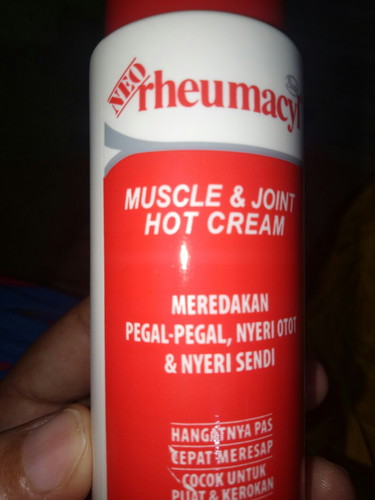 NEO
rheumacyl
MUSCLE & JOINT
HOT CREAM
MEREDAKAN
PEGAL-PEGAL, NYERI OTOT
& NYERI SENDI
HANGATNYA PAS
CEPAT MERESAP
COCOK UNTUK
PIJAT & KEROKAN